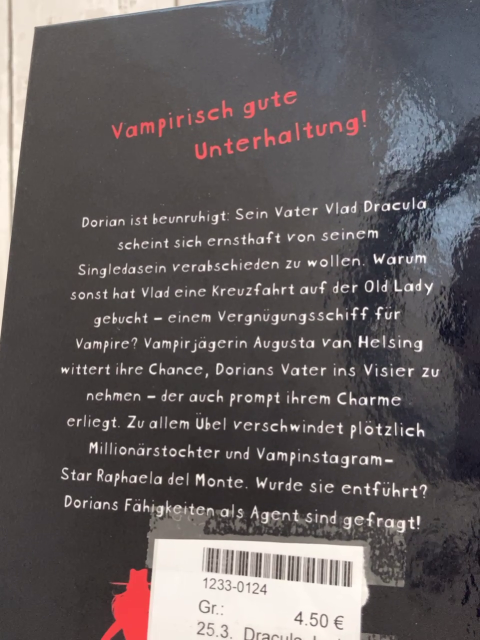 Vampirisch gute
Unterhaltung!
Dorian ist beunruhigt: Sein Vater Vlad Dracula
scheint sich ernsthaft von seinem
Singledasein verabschieden zu wollen. Warum
sonst hat Vlad eine Kreuzfahrt auf der Old Lady
gebucht – einem Vergnügungsschiff für
Vampire? Vampirjägerin Augusta van Helsing
wittert ihre Chance, Dorians Vater ins Visier zu
nehmen – der auch prompt ihrem Charme
erliegt. Zu allem Übel verschwindet plötzlich
Millionärstochter und Vampinstagram-
Star Raphaela del Monte. Wurde sie entführt?
Dorians Fähigkeiten als Agent sind gefragt!
1233-0124
Gr.: 4.50 €
25.3. Dracula